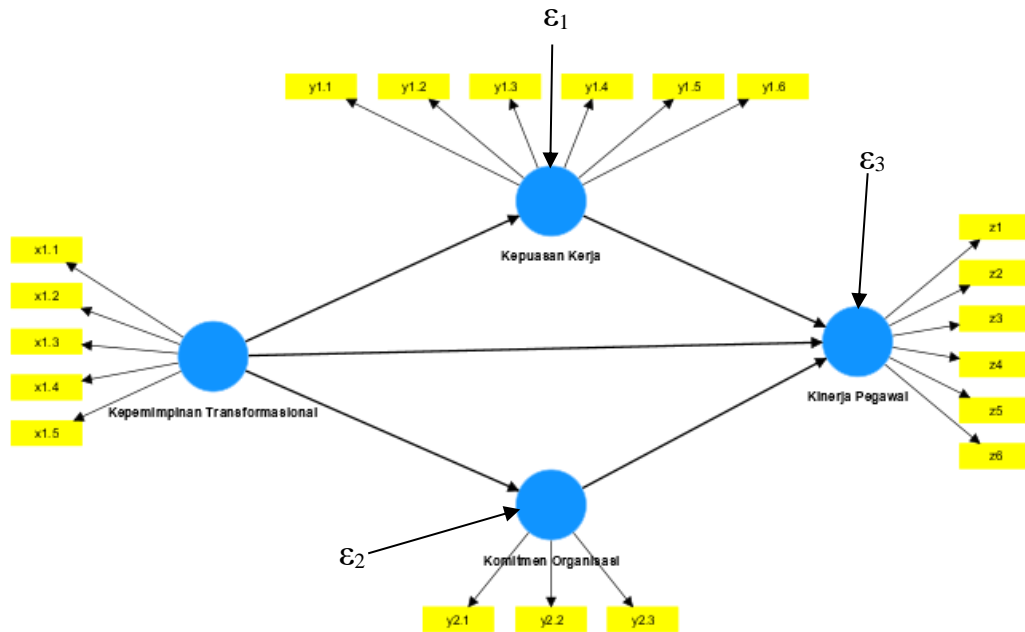 ε1
y1.1 y1.2 y1.3 y1.4 y1.5 y1.6
ε3
Kepuasan Kerja
x1.1
x1.2
x1.3
x1.4
x1.5
Kepemimpinan Transformasional
z1
z2
z3
z4
z5
z6
Kinerja Pegawai
ε2
Komitmen Organisasi
y2.1 y2.2 y2.3